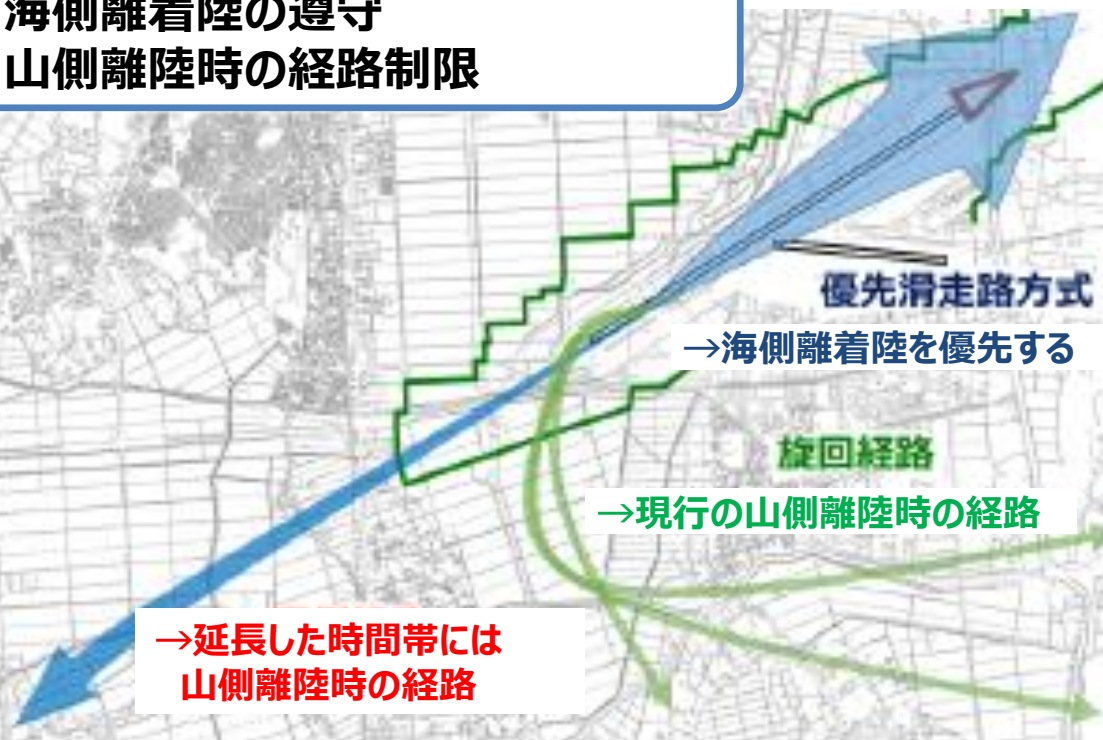 海側離着陸の遵守
山側離陸時の経路制限
優先滑走路方式
→海側離着陸を優先する
旋回経路
→現行の山側離陸時の経路
→延長した時間帯には
山側離陸時の経路